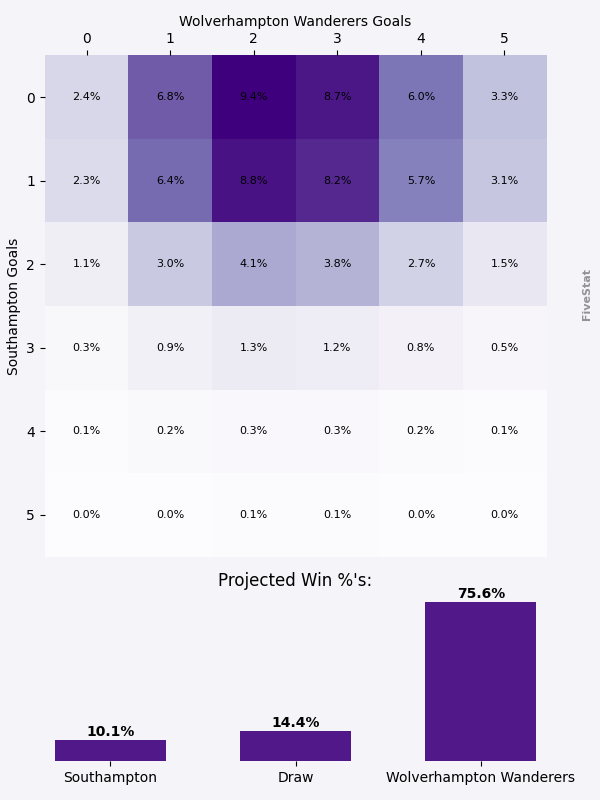 Wolverhampton Wanderers Goals
0 1 2 3 4 5
Southampton Goals
0 2.4% 6.8% 9.4% 8.7% 6.0% 3.3%
1 2.3% 6.4% 8.8% 8.2% 5.7% 3.1%
2 1.1% 3.0% 4.1% 3.8% 2.7% 1.5%
3 0.3% 0.9% 1.3% 1.2% 0.8% 0.5%
4 0.1% 0.2% 0.3% 0.3% 0.2% 0.1%
5 0.0% 0.0% 0.1% 0.1% 0.0% 0.0%
FiveStat
Projected Win %'s:
10.1% 14.4% 75.6%
Southampton Draw Wolverhampton Wanderers